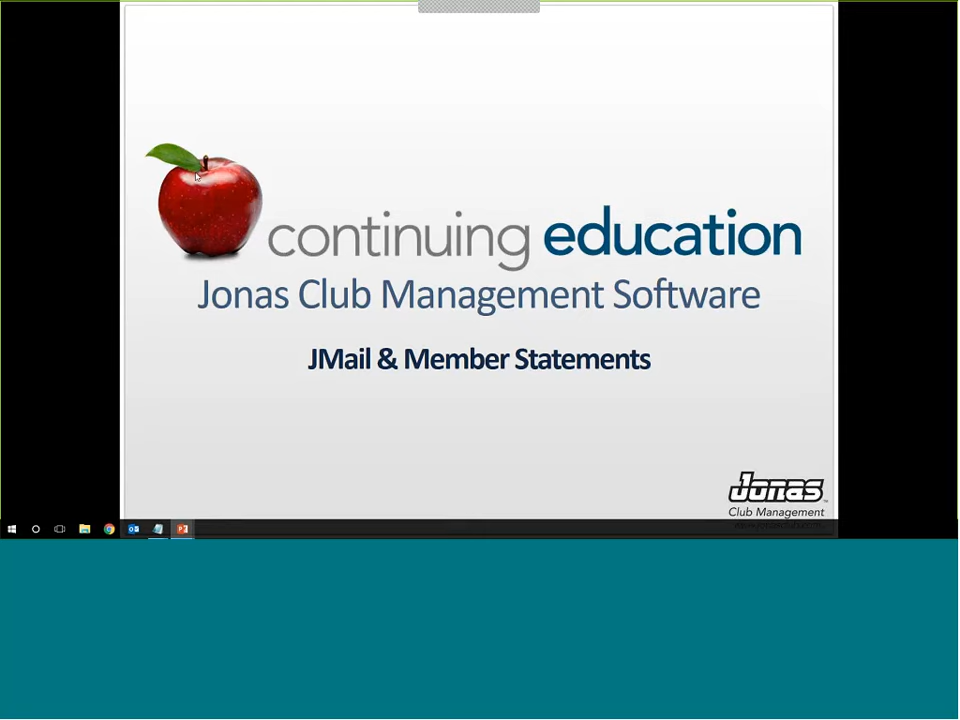 continuing education
Jonas Club Management Software
JMail & Member Statements
Jonas
Club Management